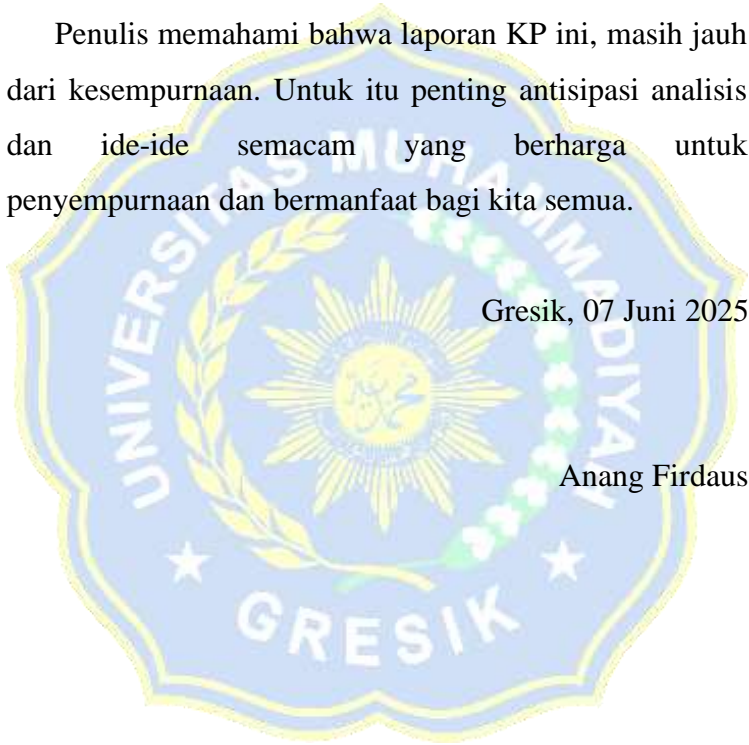 Penulis memahami bahwa laporan KP ini, masih jauh
dari kesempurnaan. Untuk itu penting antisipasi analisis
dan ide-ide semacam yang berharga untuk
penyempurnaan dan bermanfaat bagi kita semua.
Gresik, 07 Juni 2025
Anang Firdaus
UNIVERSITAS MUHAMMADIYAH
GRESIK